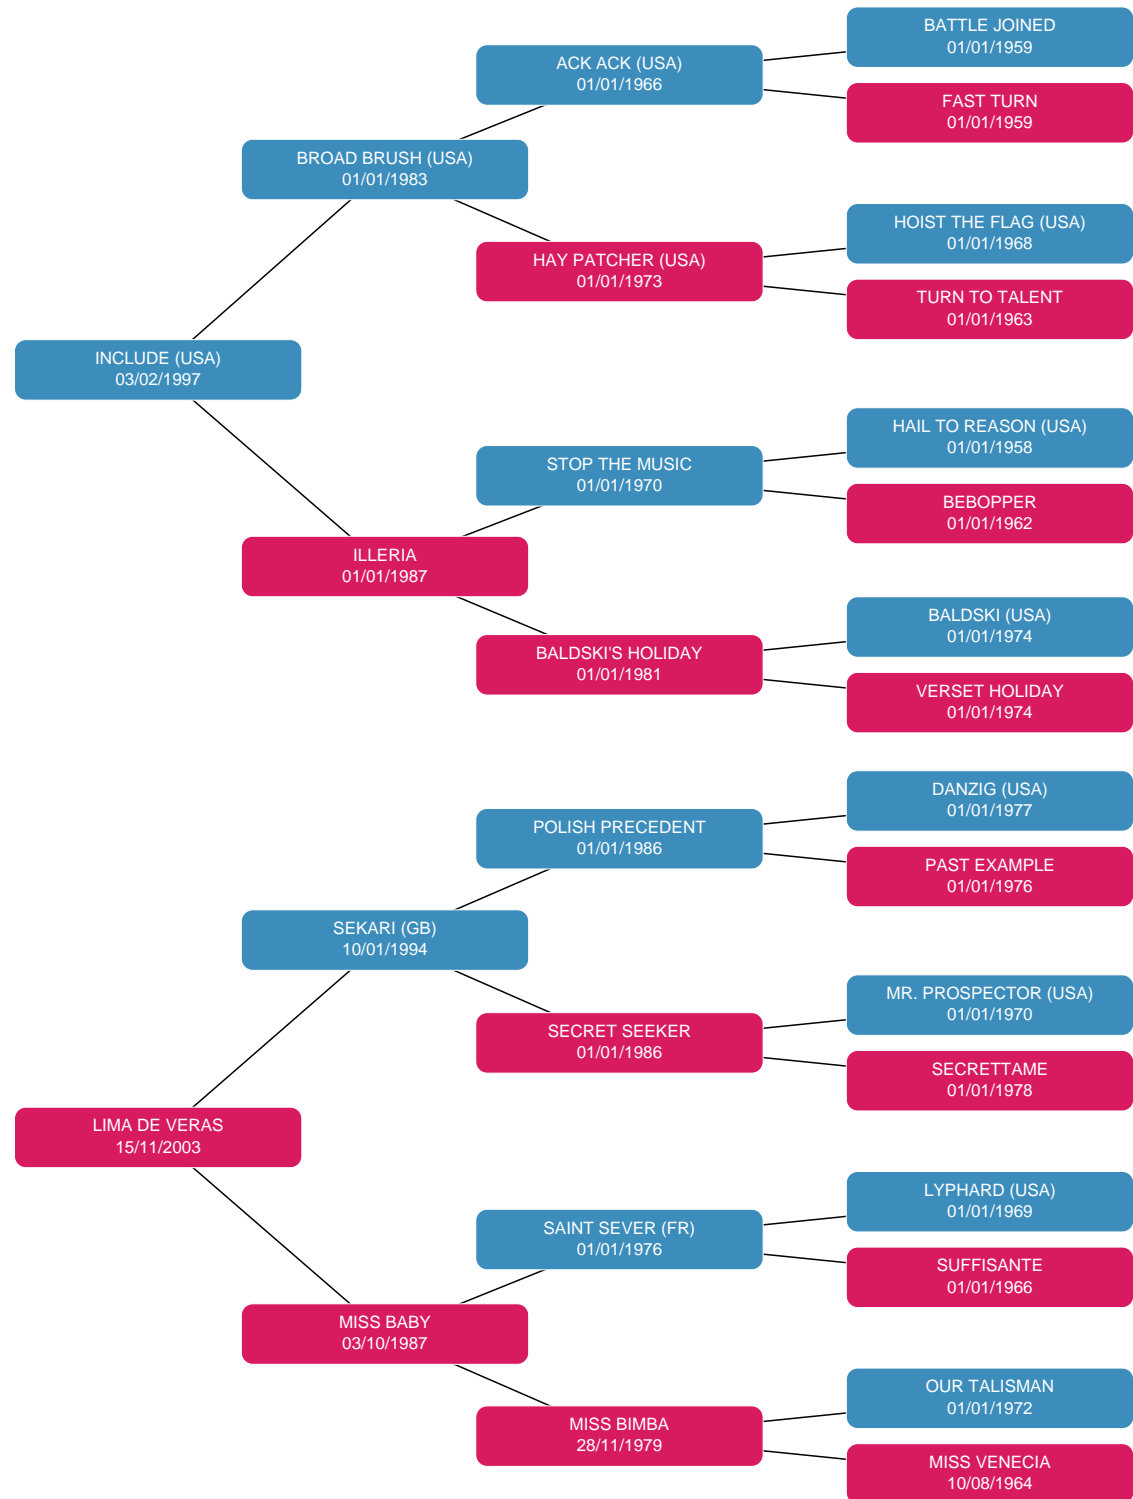 BATTLE JOINED
01/01/1959
ACK ACK (USA)
01/01/1966
FAST TURN
01/01/1959
BROAD BRUSH (USA)
01/01/1983
HOIST THE FLAG (USA)
01/01/1968
HAY PATCHER (USA)
01/01/1973
TURN TO TALENT
01/01/1963
INCLUDE (USA)
03/02/1997
HAIL TO REASON (USA)
01/01/1958
STOP THE MUSIC
01/01/1970
BEBOPPER
01/01/1962
ILLERIA
01/01/1987
BALDSKI (USA)
01/01/1974
BALDSKI'S HOLIDAY
01/01/1981
VERSET HOLIDAY
01/01/1974
DANZIG (USA)
01/01/1977
POLISH PRECEDENT
01/01/1986
PAST EXAMPLE
01/01/1976
SEKARI (GB)
10/01/1994
MR. PROSPECTOR (USA)
01/01/1970
SECRET SEEKER
01/01/1986
SECRETTAME
01/01/1978
LIMA DE VERAS
15/11/2003
LYPHARD (USA)
01/01/1969
SAINT SEVER (FR)
01/01/1976
SUFFISANTE
01/01/1966
MISS BABY
03/10/1987
OUR TALISMAN
01/01/1972
MISS BIMBA
28/11/1979
MISS VENECIA
10/08/1964